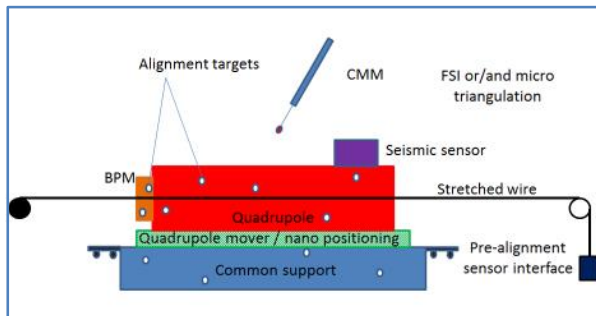 Alignment targets
CMM
FSI or/and micro
triangulation
Seismic sensor
BPM
Stretched wire
Quadrupole
Quadrupole mover / nano positioning
Pre-alignment
sensor interface
Common support